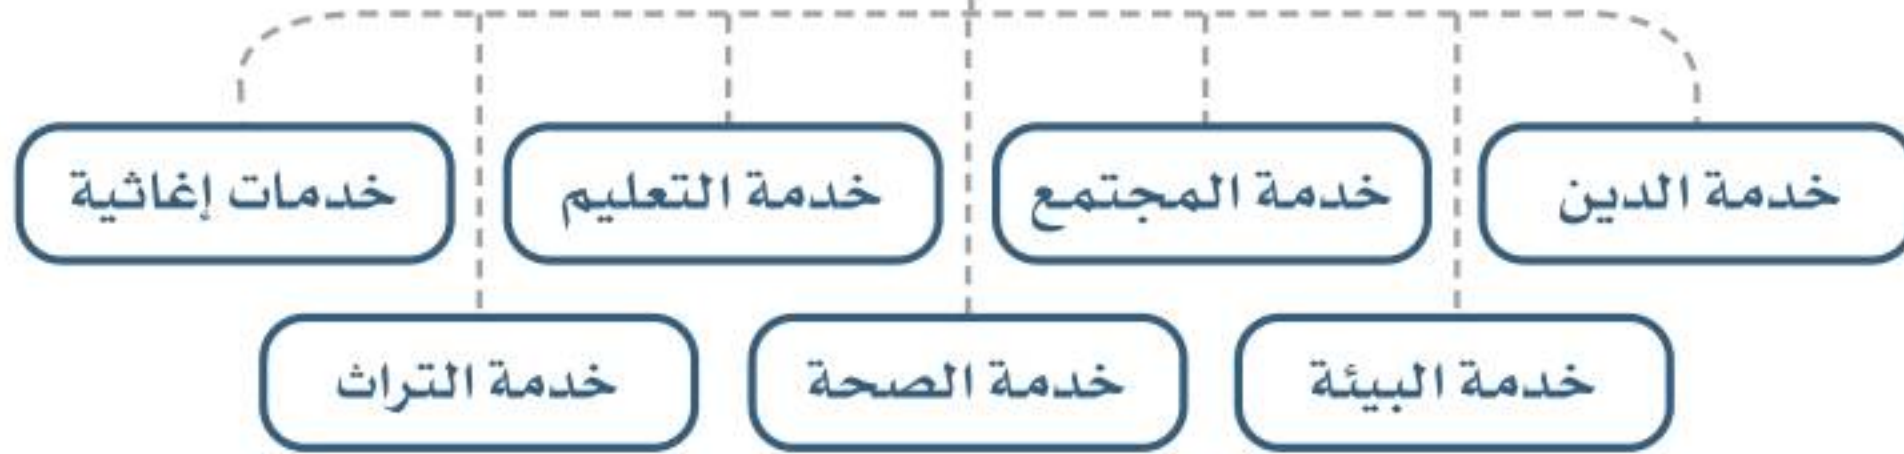 خدمة الدين
خدمة المجتمع
خدمة التعليم
خدمات إغاثية
خدمة البيئة
خدمة الصحة
خدمة التراث